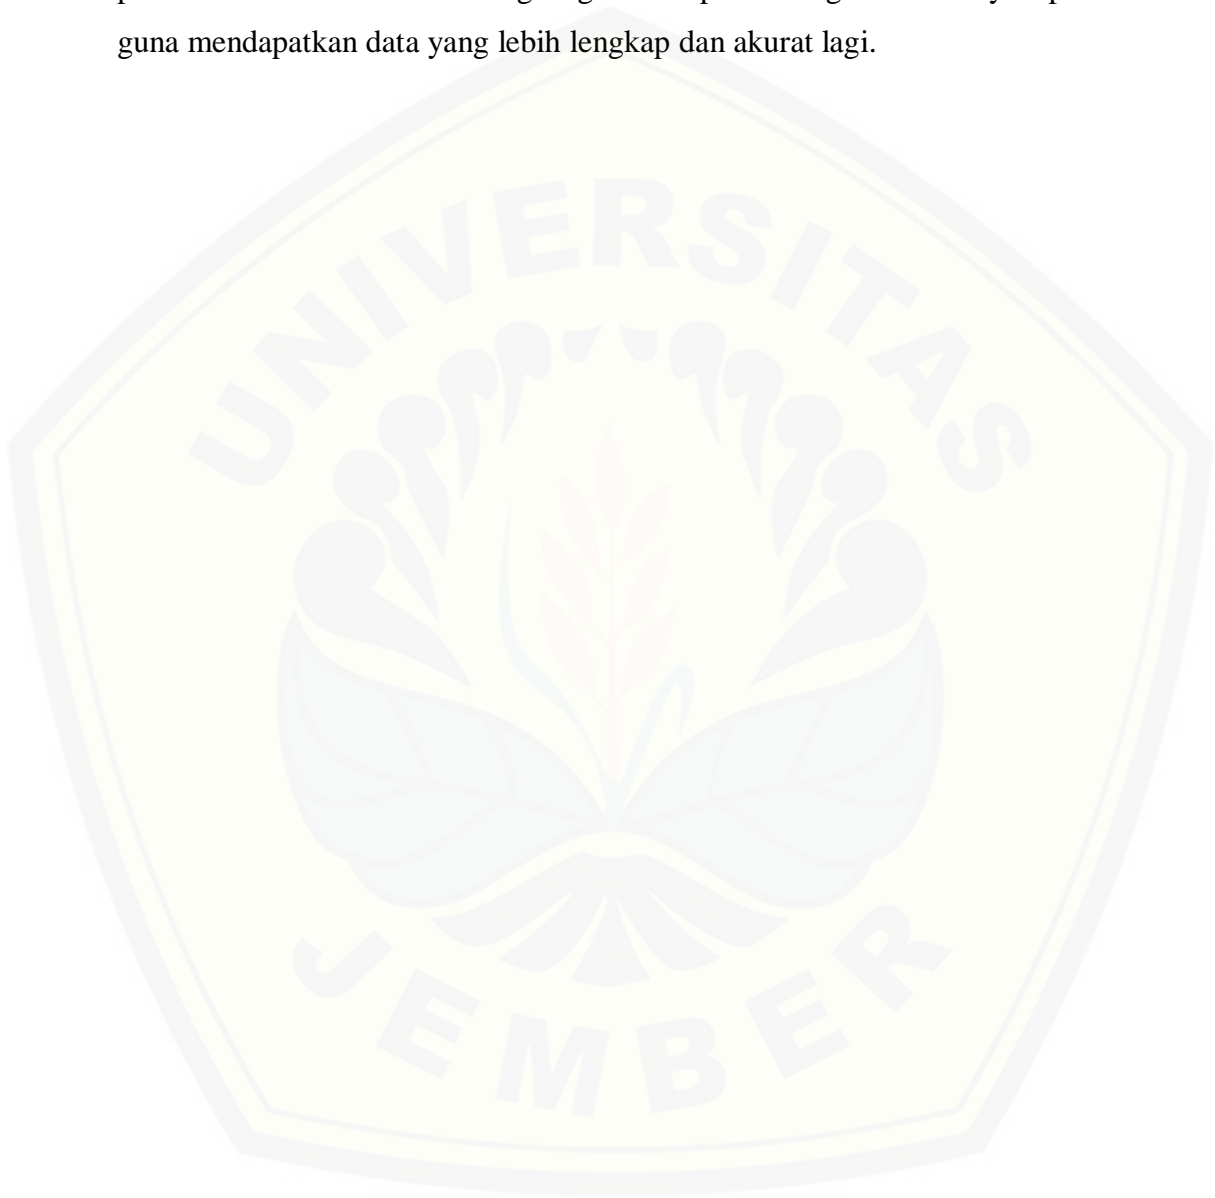 guna mendapatkan data yang lebih lengkap dan akurat lagi.
UNIVERSITAS
JEMBER